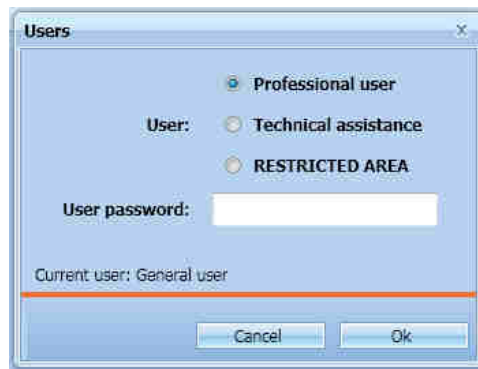 Users
Professional user
User:
Technical assistance
RESTRICTED AREA
User password:
Current user: General user
Cancel
Ok